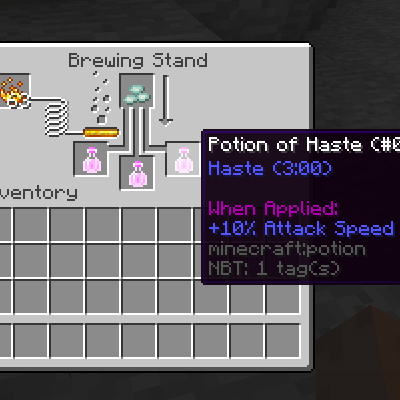 Brewing Stand
Potion of Haste (#0
Haste (3:00)
When Applied:
+10% Attack Speed
minecraft:potion
NBT: 1 tag(s)
nventory